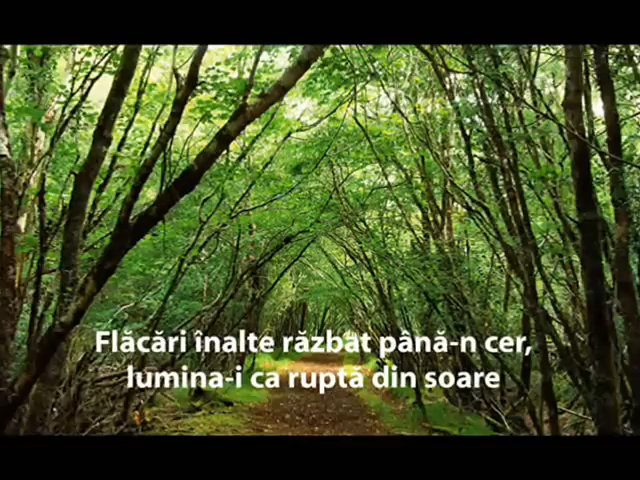 Flăcări înalte răzbat până-n cer,
lumina-i ca ruptă din soare